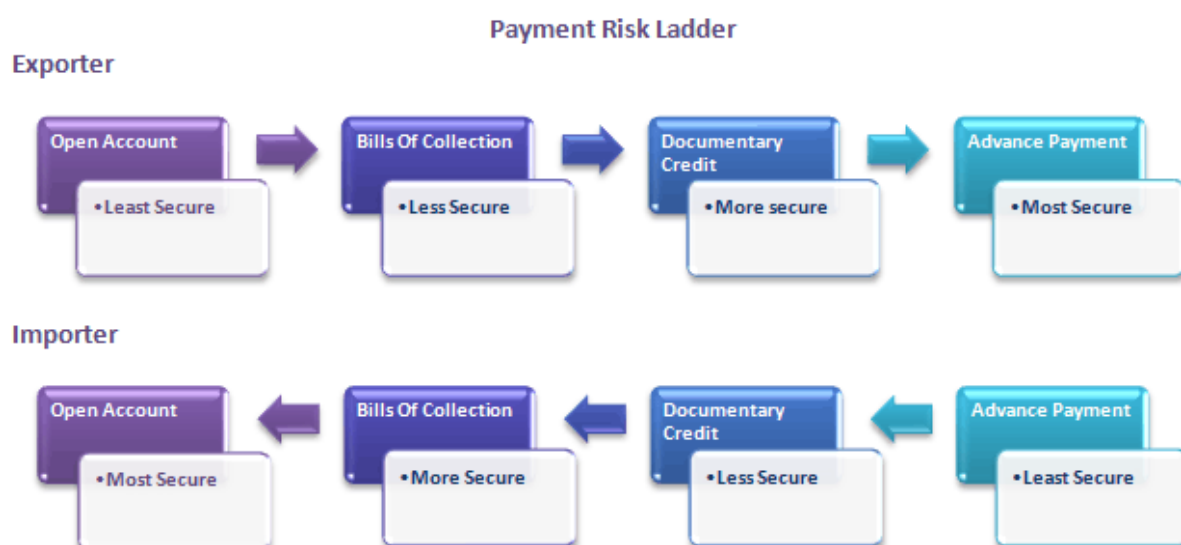 Payment Risk Ladder
Exporter
Open Account
•Least Secure
Bills Of Collection
•Less Secure
Documentary
Credit
•More secure
Advance Payment
•Most Secure
Importer
Open Account
•Most Secure
Bills Of Collection
•More Secure
Documentary
Credit
•Less Secure
Advance Payment
•Least Secure